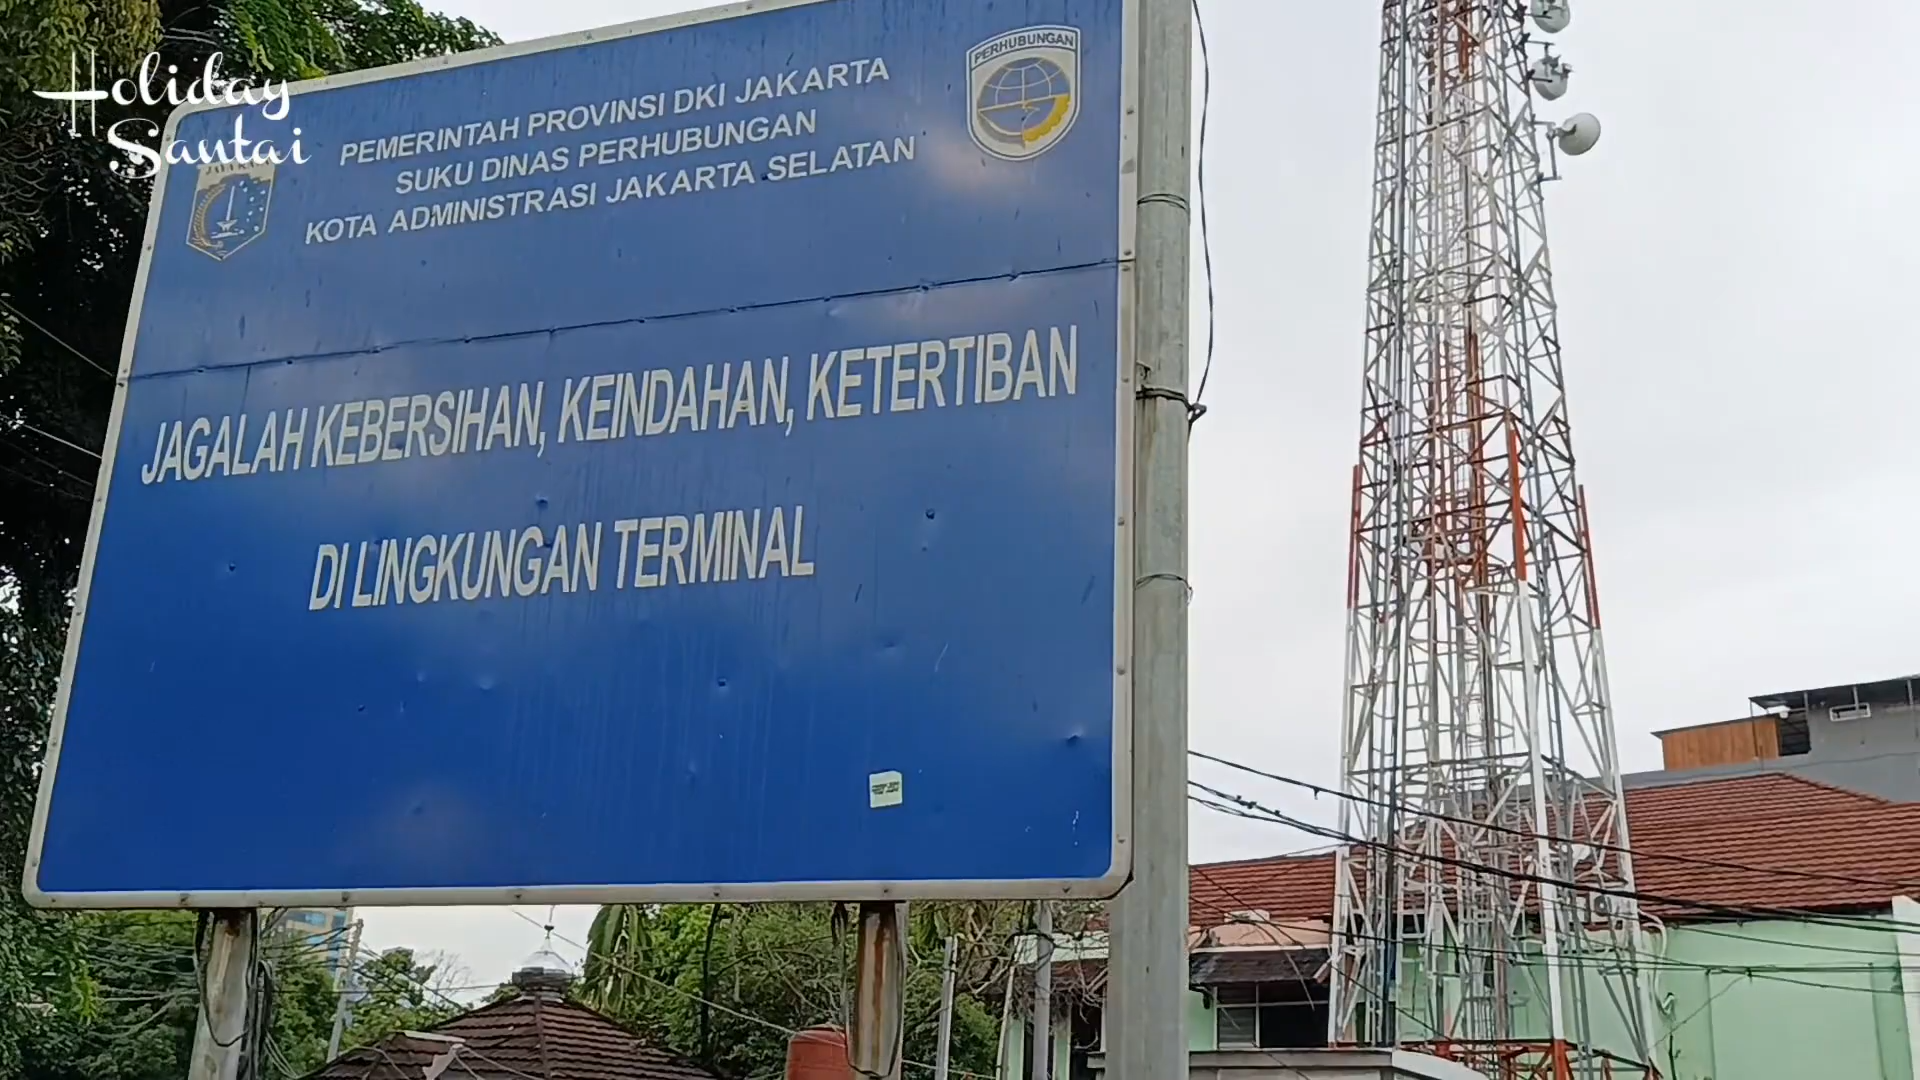 Holiday
Santai
PERHUBUNGAN
PEMERINTAH PROVINSI DKI JAKARTA
SUKU DINAS PERHUBUNGAN
KOTA ADMINISTRASI JAKARTA SELATAN
JAGALAH KEBERSIHAN, KEINDAHAN, KETERTIBAN
DI LINGKUNGAN TERMINAL